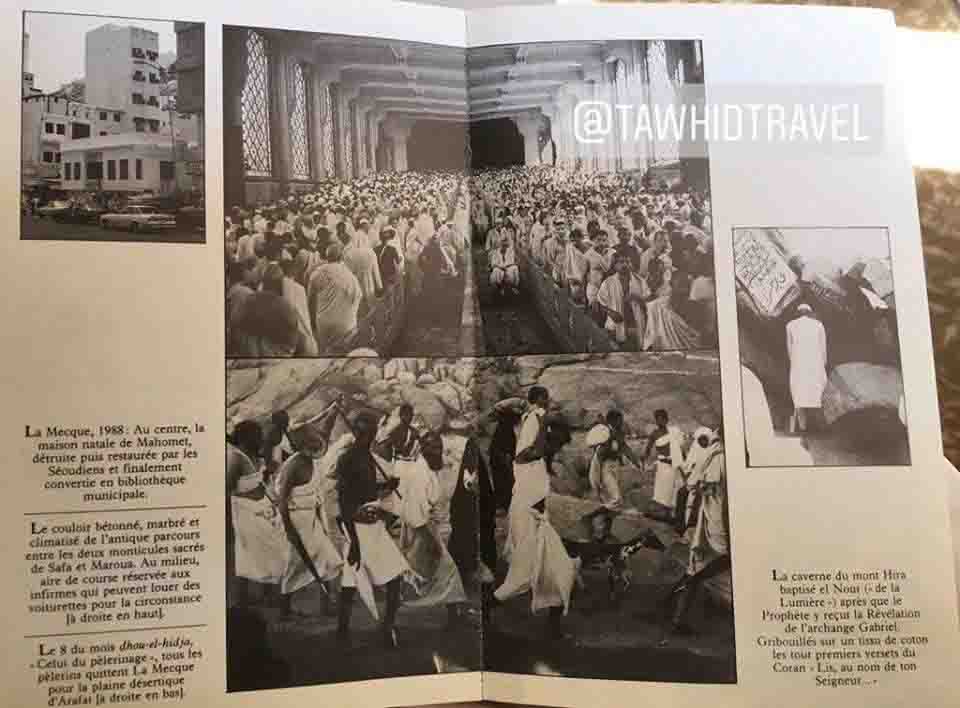 @TAWHIDTRAVEL
La Mecque, 1988 : Au centre, la
maison natale de Mahomet,
détruite puis restaurée par les
Séoudiens et finalement
convertie en bibliothèque
municipale.
Le couloir bétonné, marbré et
climatisé de l'antique parcours
entre les deux monticules sacrés
de Safa et Maroua. Au milieu,
aire de course réservée aux
infirmes qui peuvent louer des
voiturettes pour la circonstance
[à droite en haut].
Le 8 du mois dhou-el-hidja,
« Celui du pèlerinage », tous les
pèlerins quittent La Mecque
pour la plaine désertique
d'Arafat [à droite en bas].
La caverne du mont Hira
baptisé el Nour (« de la
Lumière ») après que le
Prophète y reçut la Révélation
de l'archange Gabriel.
Gribouillés sur un tissu de coton
les tour premiers versets du
Coran « Lis, au nom de ton
Seigneur... »